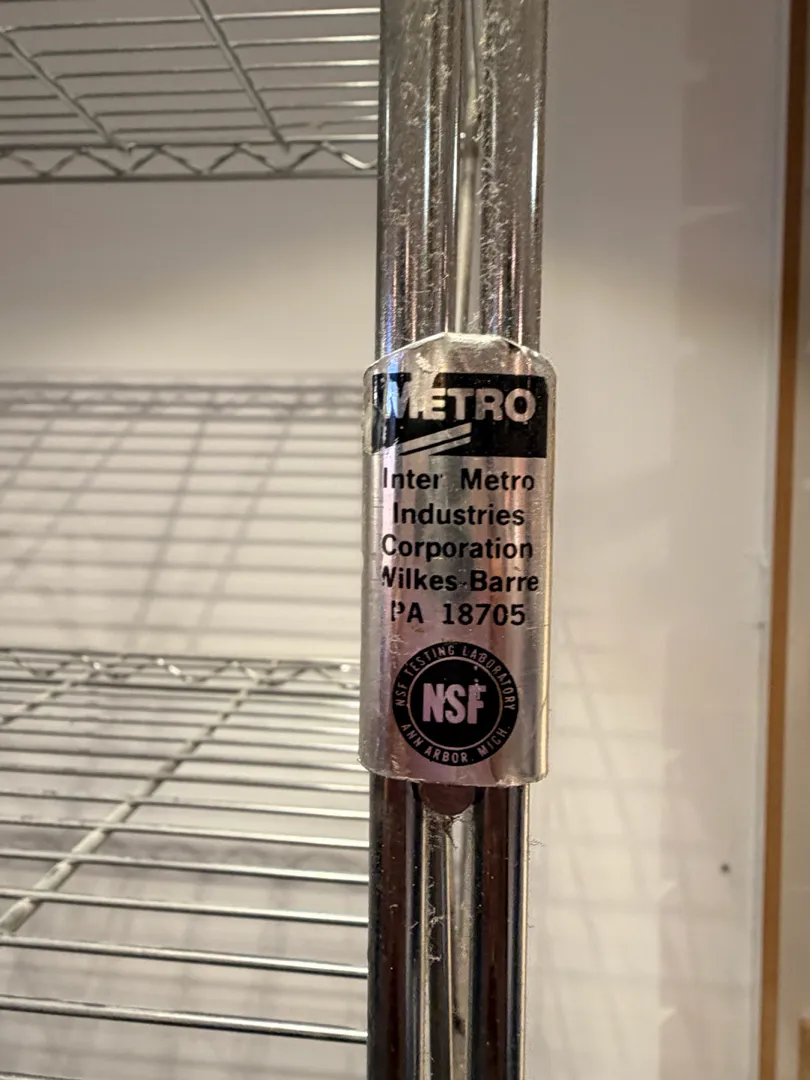 METRO
Inter Metro
Industries
Corporation
Wilkes-Barre
PA 18705
NSF TESTING LABORATORY
NSF
ANN ARBOR, MICH.